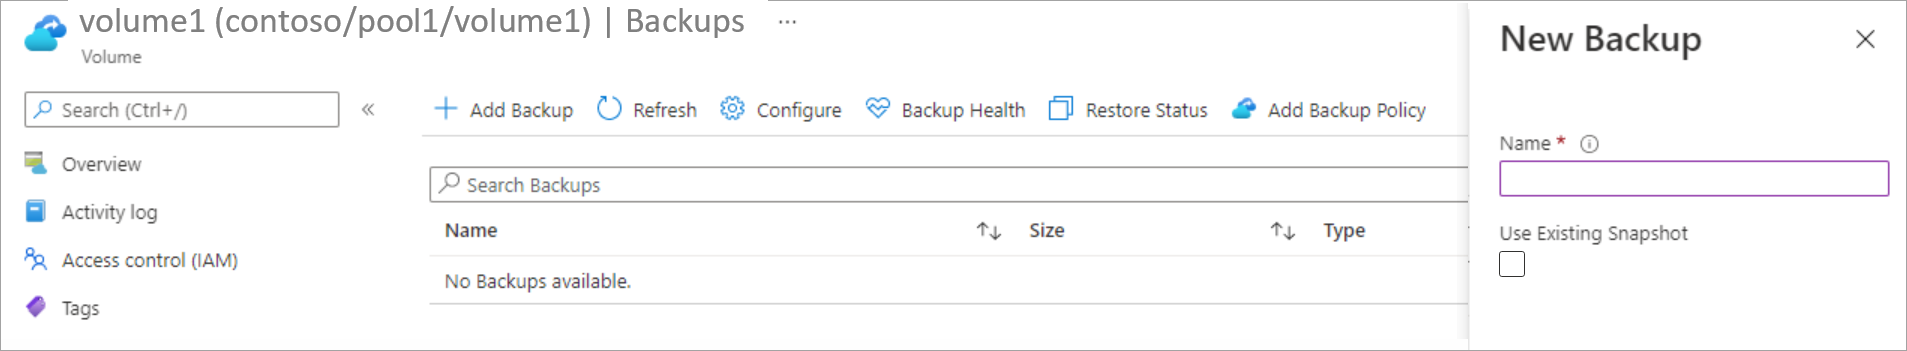 volume1 (contoso/pool1/volume1) | Backups ...
Volume
Search (Ctrl+/)
Overview
Activity log
Access control (IAM)
Tags
Add Backup Refresh Configure Backup Health Restore Status Add Backup Policy
Search Backups
Name Size Type
No Backups available.
New Backup
Name *
Use Existing Snapshot